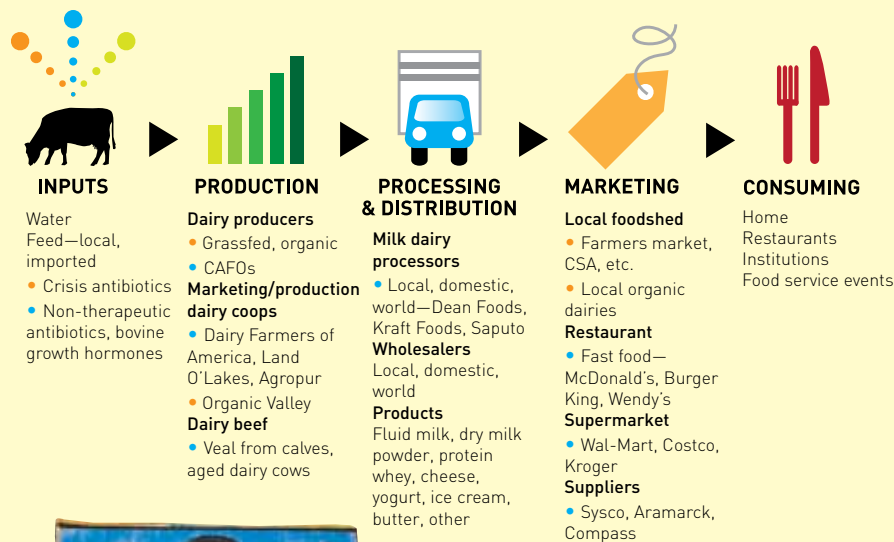 INPUTS
Water
Feed—local,
imported
• Crisis antibiotics
• Non-therapeutic
antibiotics, bovine
growth hormones
PRODUCTION
Dairy producers
• Grassfed, organic
• CAFOs
Marketing/production
dairy coops
• Dairy Farmers of
America, Land
O'Lakes, Agropur
• Organic Valley
Dairy beef
• Veal from calves,
aged dairy cows
PROCESSING
& DISTRIBUTION
Milk dairy
processors
• Local, domestic,
world—Dean Foods,
Kraft Foods, Saputo
Wholesalers
Local, domestic,
world
Products
Fluid milk, dry milk
powder, protein
whey, cheese,
yogurt, ice cream,
butter, other
MARKETING
Local foodshed
• Farmers market,
CSA, etc.
• Local organic
dairies
Restaurant
• Fast food—
McDonald's, Burger
King, Wendy's
Supermarket
• Wal-Mart, Costco,
Kroger
Suppliers
• Sysco, Aramarck,
Compass
CONSUMING
Home
Restaurants
Institutions
Food service events